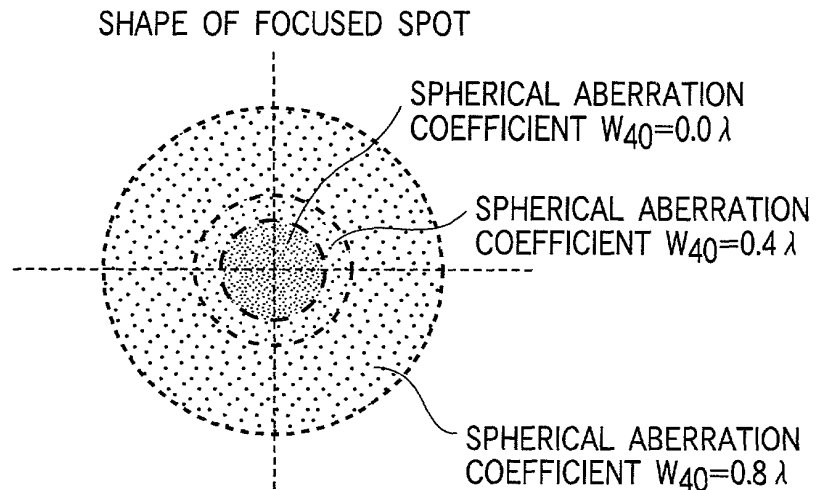 SHAPE OF FOCUSED SPOT
SPHERICAL ABERRATION
COEFFICIENT W40=0.0 λ
SPHERICAL ABERRATION
COEFFICIENT W40=0.4 λ
SPHERICAL ABERRATION
COEFFICIENT W40=0.8 λ